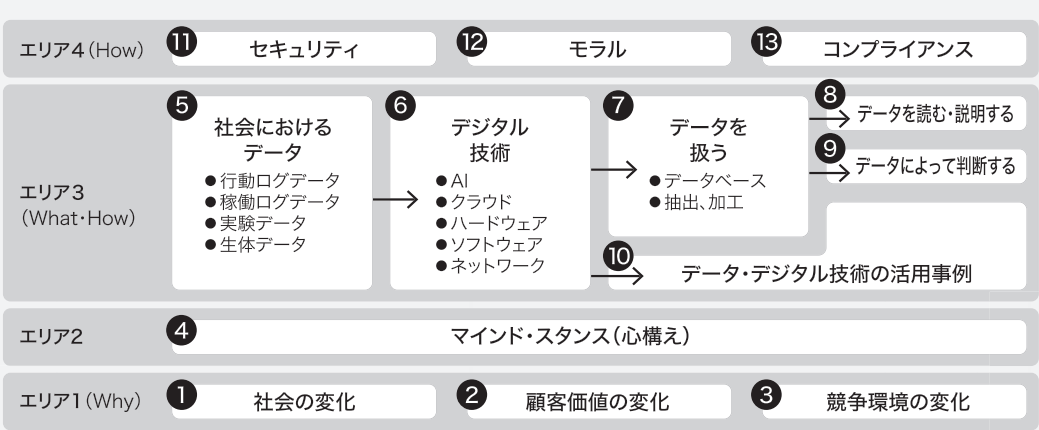 エリア4(How)
⓫ セキュリティ
⓬ モラル
⓭ コンプライアンス
エリア3
(What・How)
❺ 社会における
データ
●行動ログデータ
●稼働ログデータ
●実験データ
●生体データ
❻ デジタル
技術
●AI
●クラウド
●ハードウェア
●ソフトウェア
●ネットワーク
❼ データを
扱う
●データベース
●抽出、加工
❽ データを読む・説明する
❾ データによって判断する
❿ データ・デジタル技術の活用事例
エリア2
❹ マインド・スタンス(心構え)
エリア1(Why)
❶ 社会の変化
❷ 顧客価値の変化
❸ 競争環境の変化